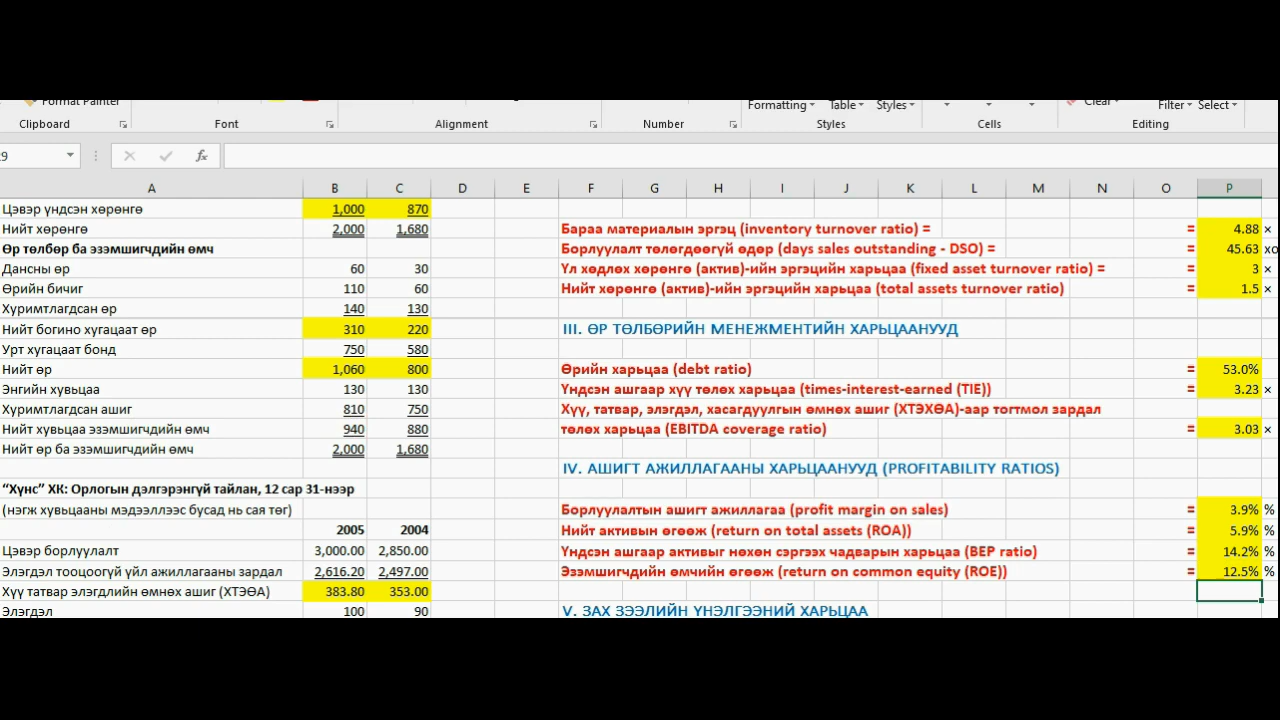 Format Painter Formatting Table Styles Clear Filter Select
Clipboard Font Alignment Number Styles Cells Editing
9 fx
A B C D E F G H I J K L M N O P
Цэвэр үндсэн хөрөнгө 1,000 870
Нийт хөрөнгө 2,000 1,680 Бараа материалын эргэц (inventory turnover ratio) = = 4.88 ×
Өр төлбөр ба эзэмшигчдийн өмч Борлуулалт төлөгдөөгүй өдөр (days sales outstanding - DSO) = = 45.63 хо
Дансны өр 60 30 Үл хөдлөх хөрөнгө (актив)-ийн эргэцийн харьцаа (fixed asset turnover ratio) = = 3 ×
Өрийн бичиг 110 60 Нийт хөрөнгө (актив)-ийн эргэцийн харьцаа (total assets turnover ratio) = 1.5 ×
Хуримтлагдсан өр 140 130
Нийт богино хугацаат өр 310 220 III. ӨР ТӨЛБӨРИЙН МЕНЕЖМЕНТИЙН ХАРЬЦААНУУД
Урт хугацаат бонд 750 580
Нийт өр 1,060 800 Өрийн харьцаа (debt ratio) = 53.0%
Энгийн хувьцаа 130 130 Үндсэн ашгаар хүү төлөх харьцаа (times-interest-earned (TIE)) = 3.23 ×
Хуримтлагдсан ашиг 810 750 Хүү, татвар, элэгдэл, хасагдуулгын өмнөх ашиг (ХТЭХӨА)-аар тогтмол зардал
Нийт хувьцаа эзэмшигчдийн өмч 940 880 төлөх харьцаа (EBITDA coverage ratio) = 3.03 ×
Нийт өр ба эзэмшигчдийн өмч 2,000 1,680
IV. АШИГТ АЖИЛЛАГААНЫ ХАРЬЦААНУУД (PROFITABILITY RATIOS)
“Хүнс” ХК: Орлогын дэлгэрэнгүй тайлан, 12 сар 31-нээр
(нэгж хувьцааны мэдээллээс бусад нь сая төг) Борлуулалтын ашигт ажиллагаа (profit margin on sales) = 3.9% %
2005 2004 Нийт активын өгөөж (return on total assets (ROA)) = 5.9% %
Цэвэр борлуулалт 3,000.00 2,850.00 Үндсэн ашгаар активыг нөхөн сэргээх чадварын харьцаа (BEP ratio) = 14.2% %
Элэгдэл тооцоогүй үйл ажиллагааны зардал 2,616.20 2,497.00 Эзэмшигчдийн өмчийн өгөөж (return on common equity (ROE)) = 12.5% %
Хүү татвар элэгдлийн өмнөх ашиг (ХТЭӨА) 383.80 353.00
Элэгдэл 100 90 V. ЗАХ ЗЭЭЛИЙН ҮНЭЛГЭЭНИЙ ХАРЬЦАА